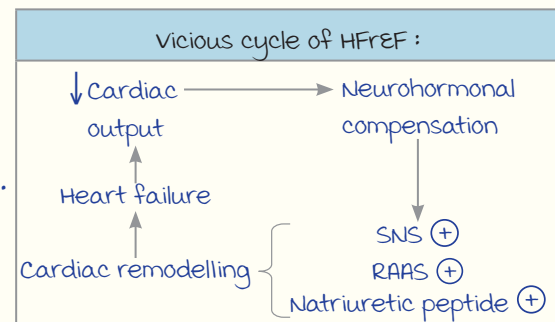 Vicious cycle of HFrEF :
↓ Cardiac output
Neurohormonal compensation
Heart failure
SNS (+)
Cardiac remodelling
RAAS (+)
Natriuretic peptide (+)